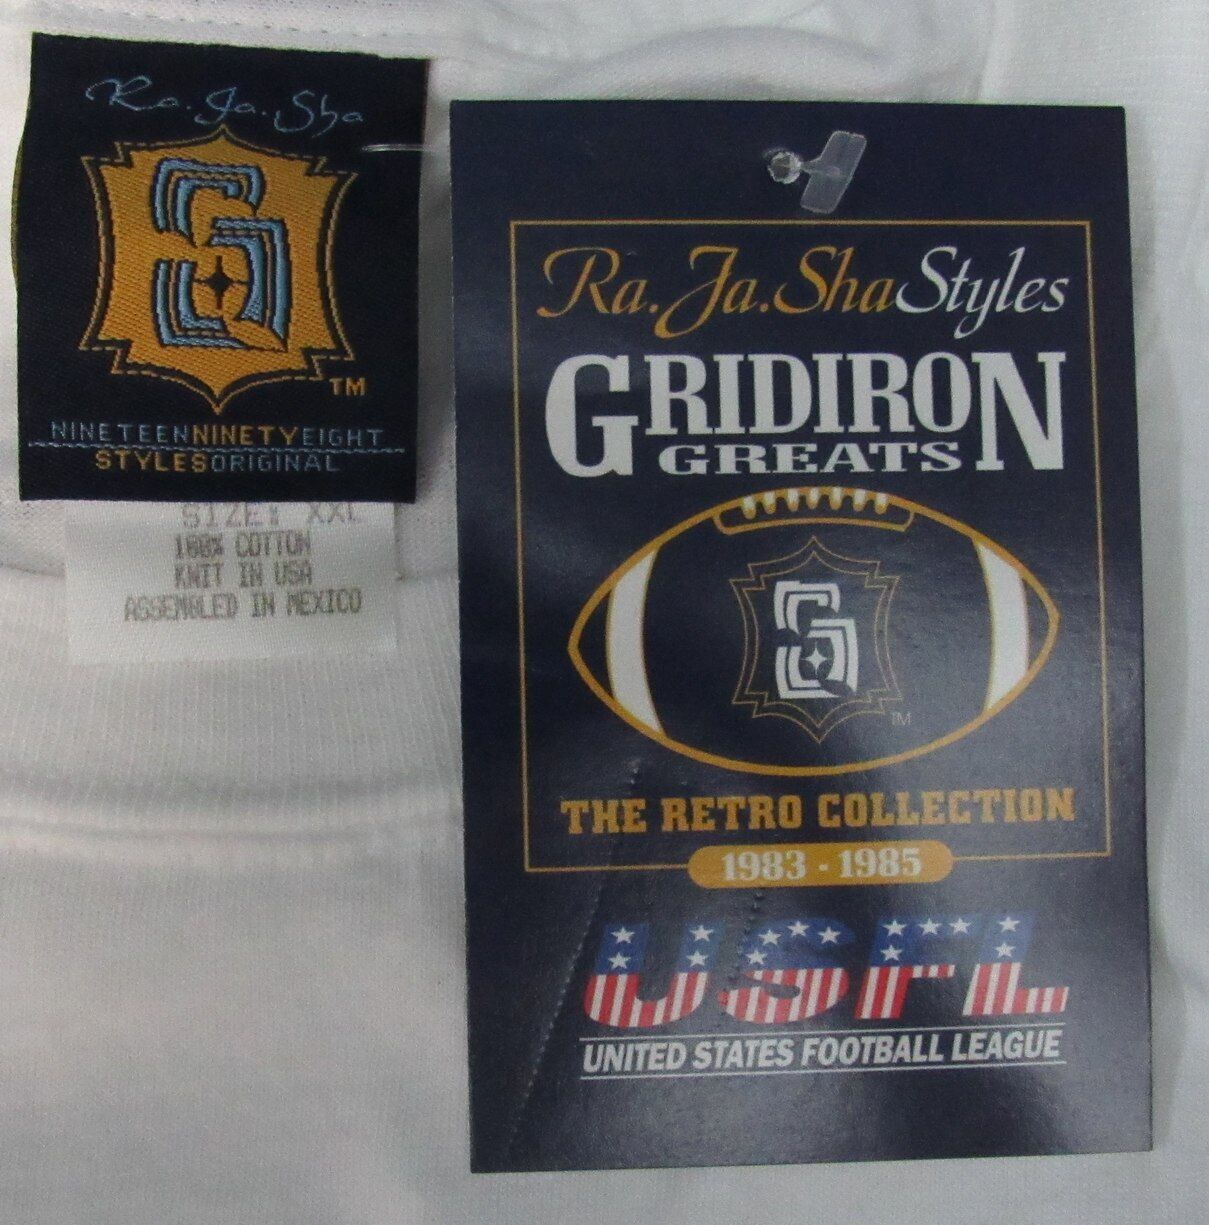 Ra.Ja.Sha
TM
NINETEENNINETYEIGHT
STYLESORIGINAL
SIZE: XXL
100% COTTON
KNIT IN USA
ASSEMBLED IN MEXICO
Ra.Ja.ShaStyles
GRIDIRON
GREATS
TM
THE RETRO COLLECTION
1983 · 1985
USFL
UNITED STATES FOOTBALL LEAGUE